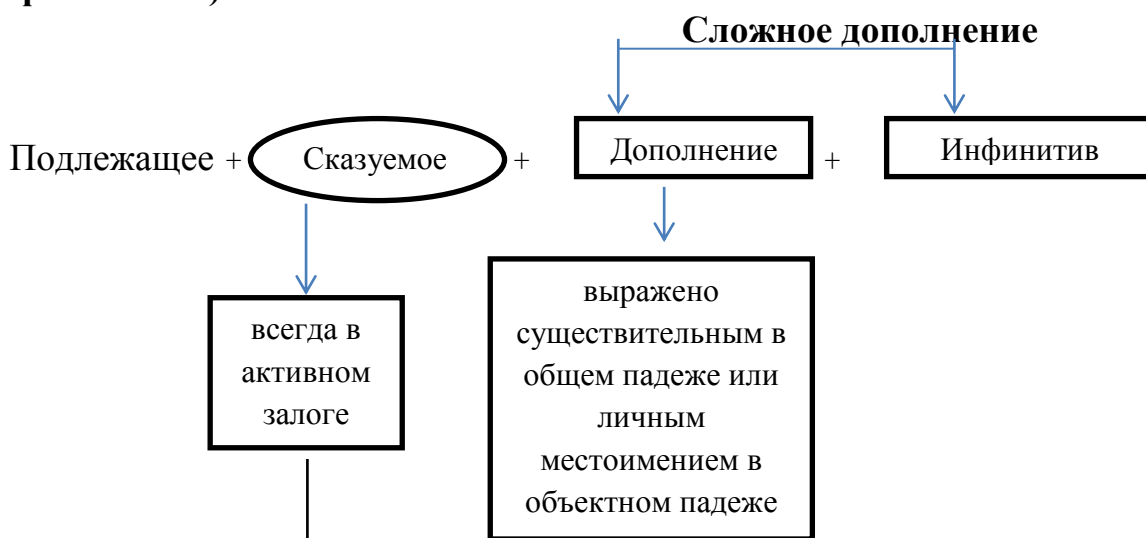 Сложное дополнение
Подлежащее + Сказуемое + Дополнение + Инфинитив
всегда в
активном
залоге
выражено
существительным в
общем падеже или
личным
местоимением в
объектном падеже